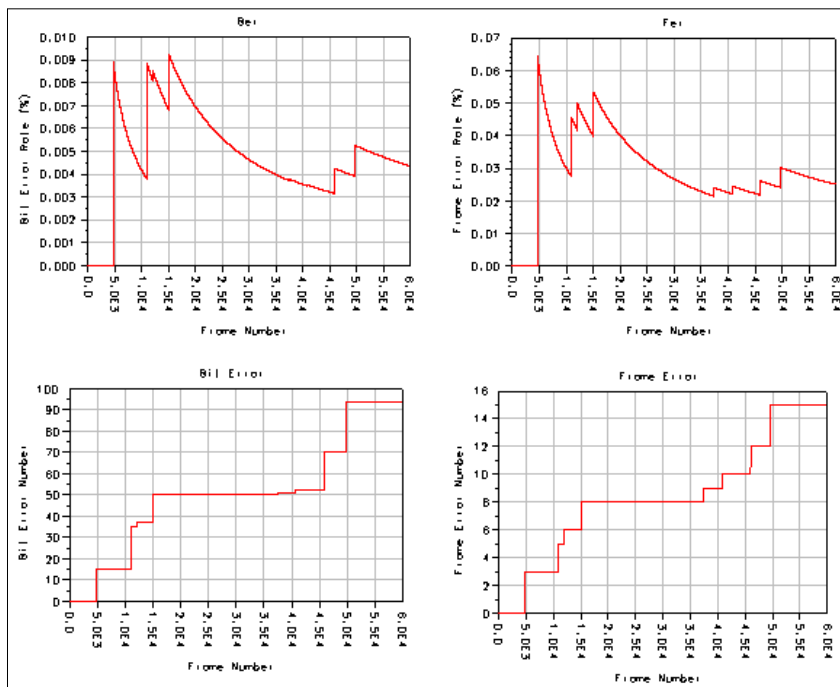 Ber
Bit Error Rate (%)
0.010
0.009
0.008
0.007
0.006
0.005
0.004
0.003
0.002
0.001
0.000
0.0
5.0E3
1.0E4
1.5E4
2.0E4
2.5E4
3.0E4
3.5E4
4.0E4
4.5E4
5.0E4
5.5E4
6.0E4
Frame Number
Fer
Frame Error Rate (%)
0.07
0.06
0.05
0.04
0.03
0.02
0.01
0.00
0.0
5.0E3
1.0E4
1.5E4
2.0E4
2.5E4
3.0E4
3.5E4
4.0E4
4.5E4
5.0E4
5.5E4
6.0E4
Frame Number
Bit Error
Bit Error Number
100
90
80
70
60
50
40
30
20
10
0
0.0
5.0E3
1.0E4
1.5E4
2.0E4
2.5E4
3.0E4
3.5E4
4.0E4
4.5E4
5.0E4
5.5E4
6.0E4
Frame Number
Frame Error
Frame Error Number
16
14
12
10
8
6
4
2
0
0.0
5.0E3
1.0E4
1.5E4
2.0E4
2.5E4
3.0E4
3.5E4
4.0E4
4.5E4
5.0E4
5.5E4
6.0E4
Frame Number